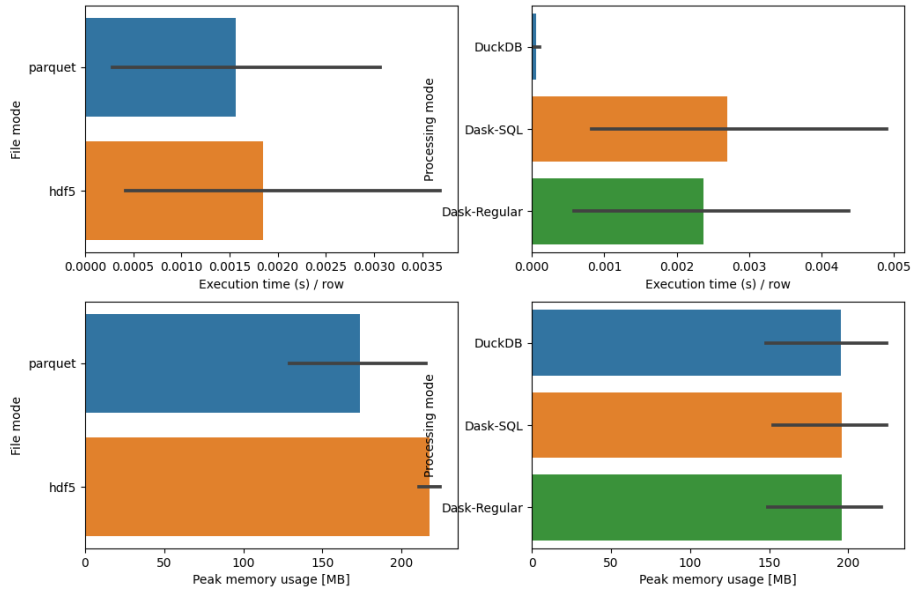 parquet
hdf5
File mode
0.0000 0.0005 0.0010 0.0015 0.0020 0.0025 0.0030 0.0035
Execution time (s) / row
DuckDB
Dask-SQL
Dask-Regular
Processing mode
0.000 0.001 0.002 0.003 0.004 0.005
Execution time (s) / row
parquet
hdf5
File mode
0 50 100 150 200
Peak memory usage [MB]
DuckDB
Dask-SQL
Dask-Regular
Processing mode
0 50 100 150 200
Peak memory usage [MB]